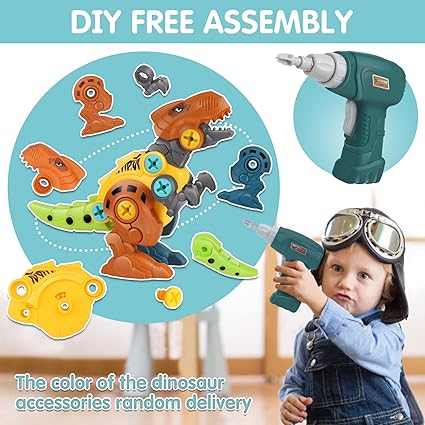 DIY FREE ASSEMBLY
The color of the dinosaur
accessories random delivery